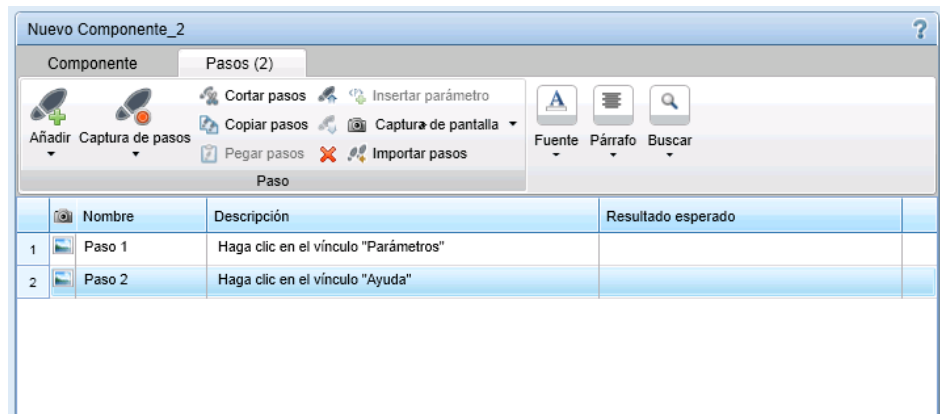 Nuevo Componente_2
?
Componente Pasos (2)
Cortar pasos Insertar parámetro
Copiar pasos Captura de pantalla
Pegar pasos Importar pasos
Añadir Captura de pasos
Fuente Párrafo Buscar
Paso
Nombre Descripción Resultado esperado
1 Paso 1 Haga clic en el vínculo "Parámetros"
2 Paso 2 Haga clic en el vínculo "Ayuda"